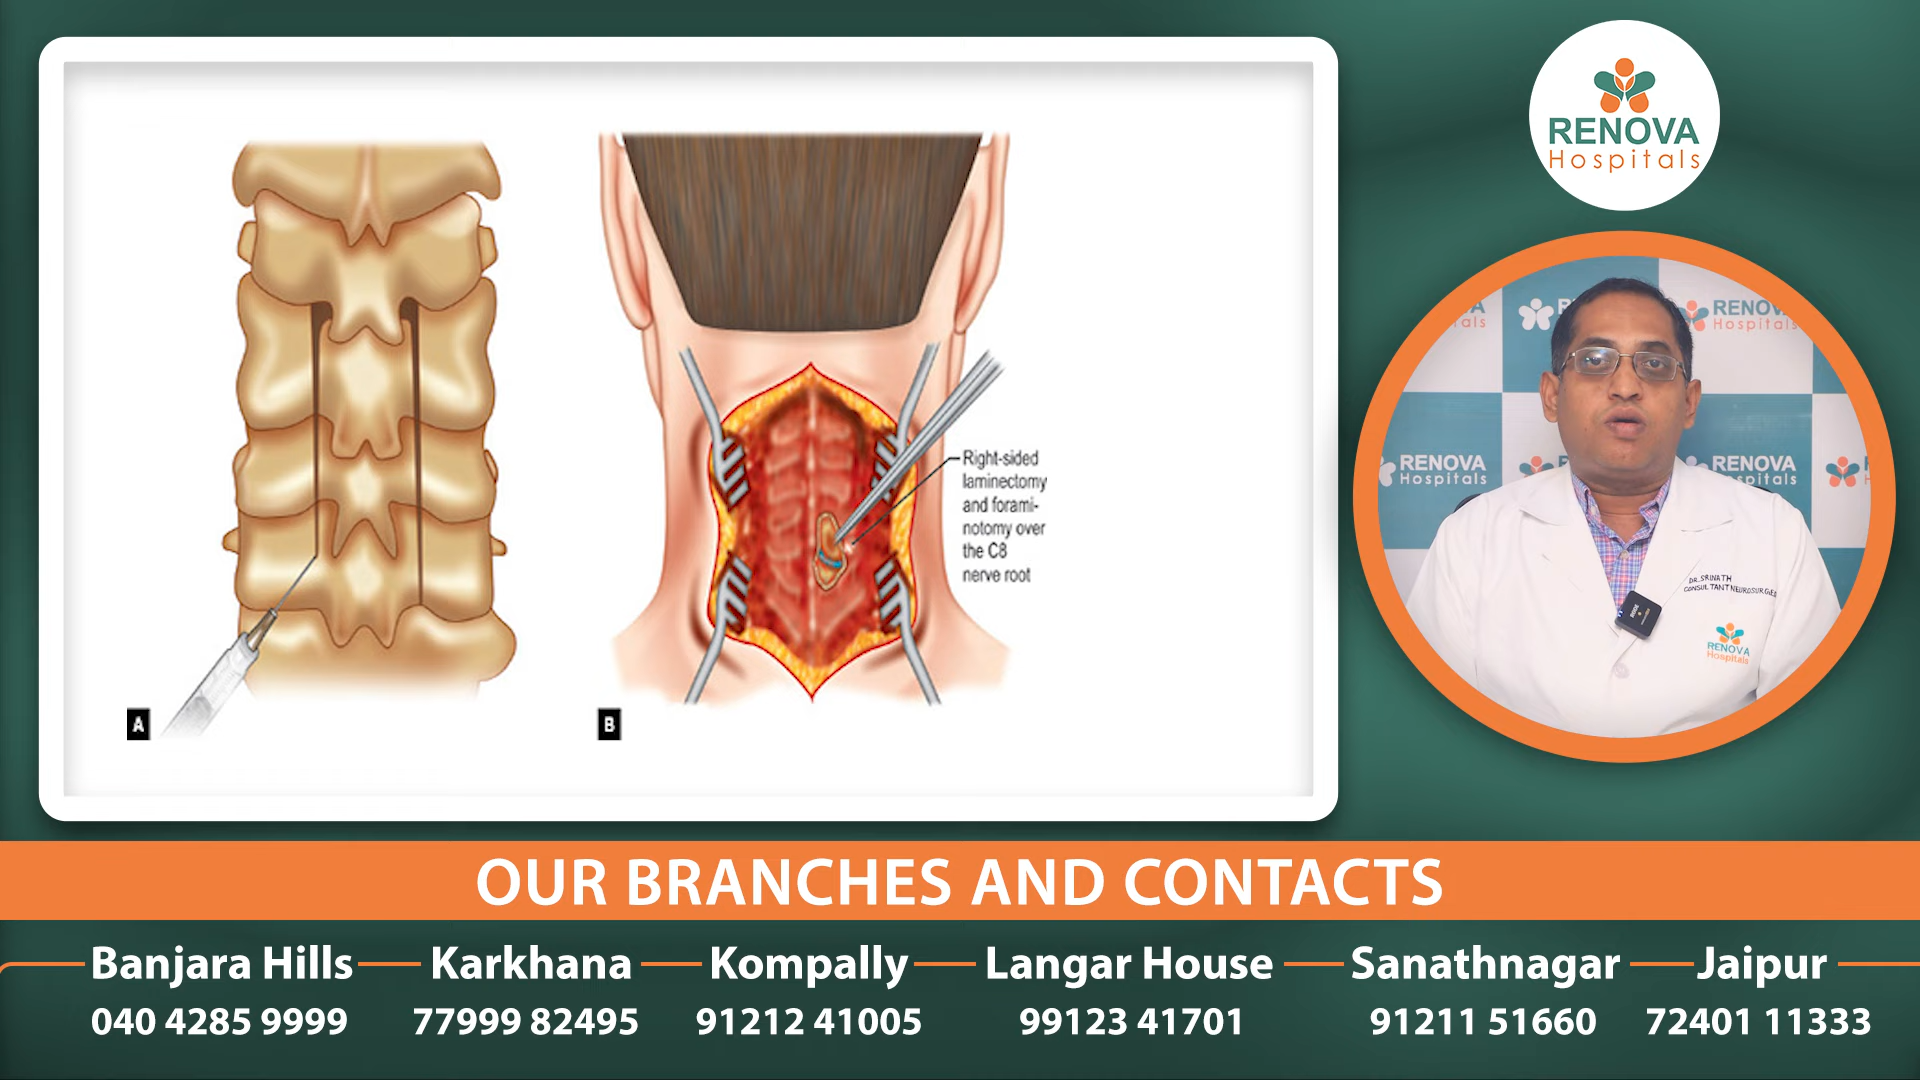 A
B
Right-sided
laminectomy
and forami-
notomy over
the C8
nerve root
RENOVA
Hospitals
RENOVA
Hospitals
RENOVA
Hospitals
RENOVA
Hospitals
DR. SRINATH
CONSULTANT NEUROSURGEO
RENOVA
Hospitals
OUR BRANCHES AND CONTACTS
Banjara Hills
Karkhana
Kompally
Langar House
Sanathnagar
Jaipur
040 4285 9999
77999 82495
91212 41005
99123 41701
91211 51660
72401 11333